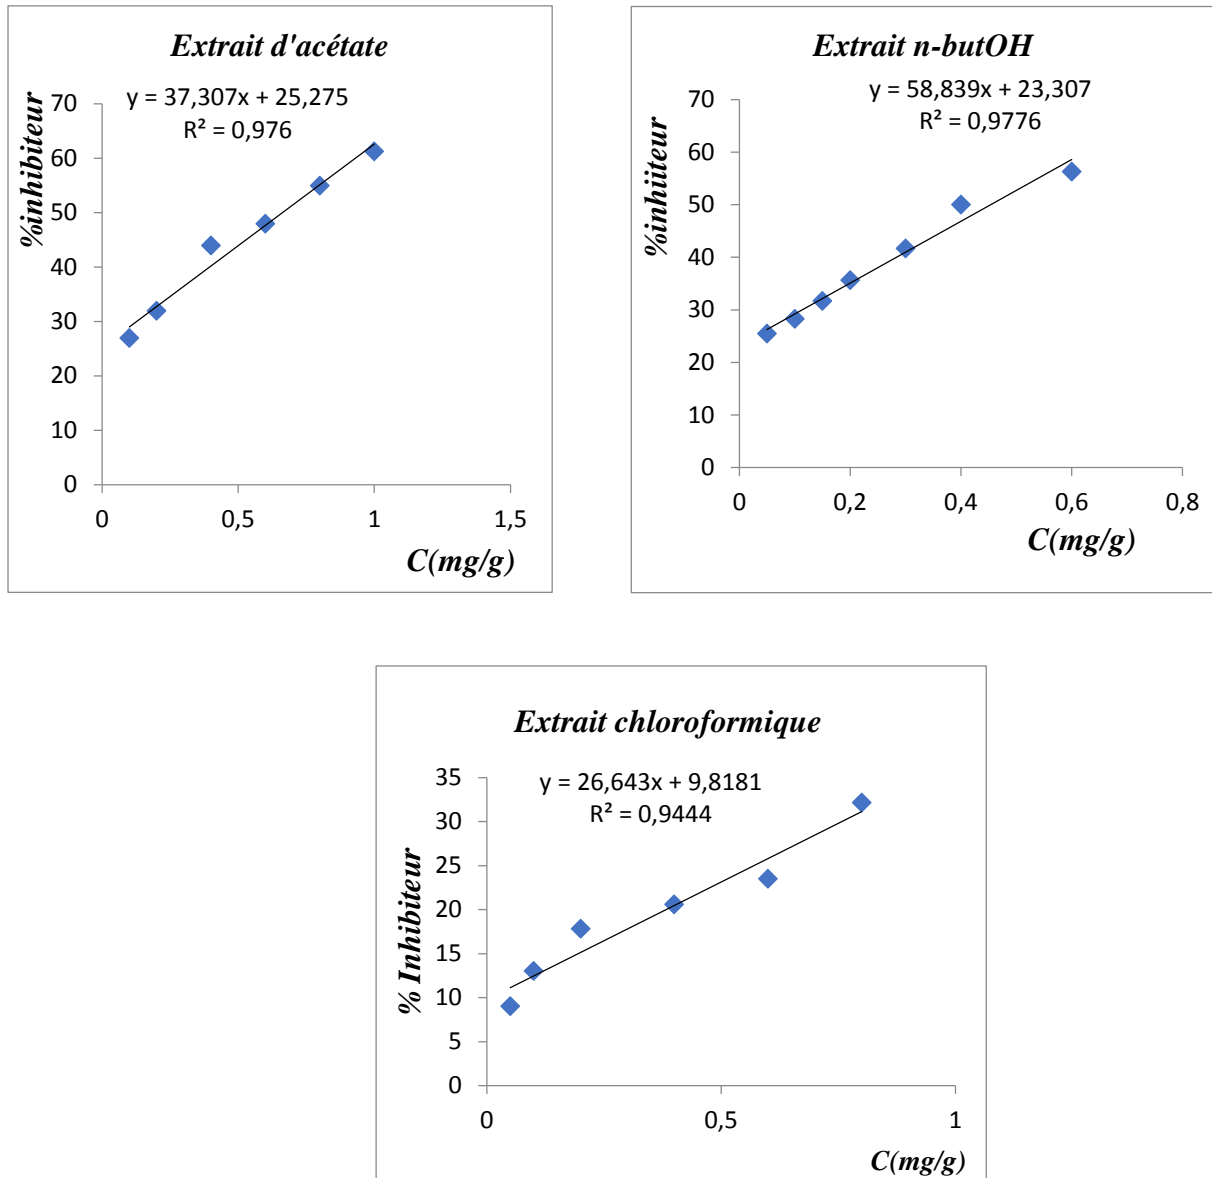 Extrait d'acétate
y = 37,307x + 25,275
R² = 0,976
%inhibiteur
70
60
50
40
30
20
10
0
0 0,5 1 1,5
C(mg/g)
Extrait n-butOH
y = 58,839x + 23,307
R² = 0,9776
%inhiiteur
70
60
50
40
30
20
10
0
0 0,2 0,4 0,6 0,8
C(mg/g)
Extrait chloroformique
y = 26,643x + 9,8181
R² = 0,9444
% Inhibiteur
35
30
25
20
15
10
5
0
0 0,5 1
C(mg/g)